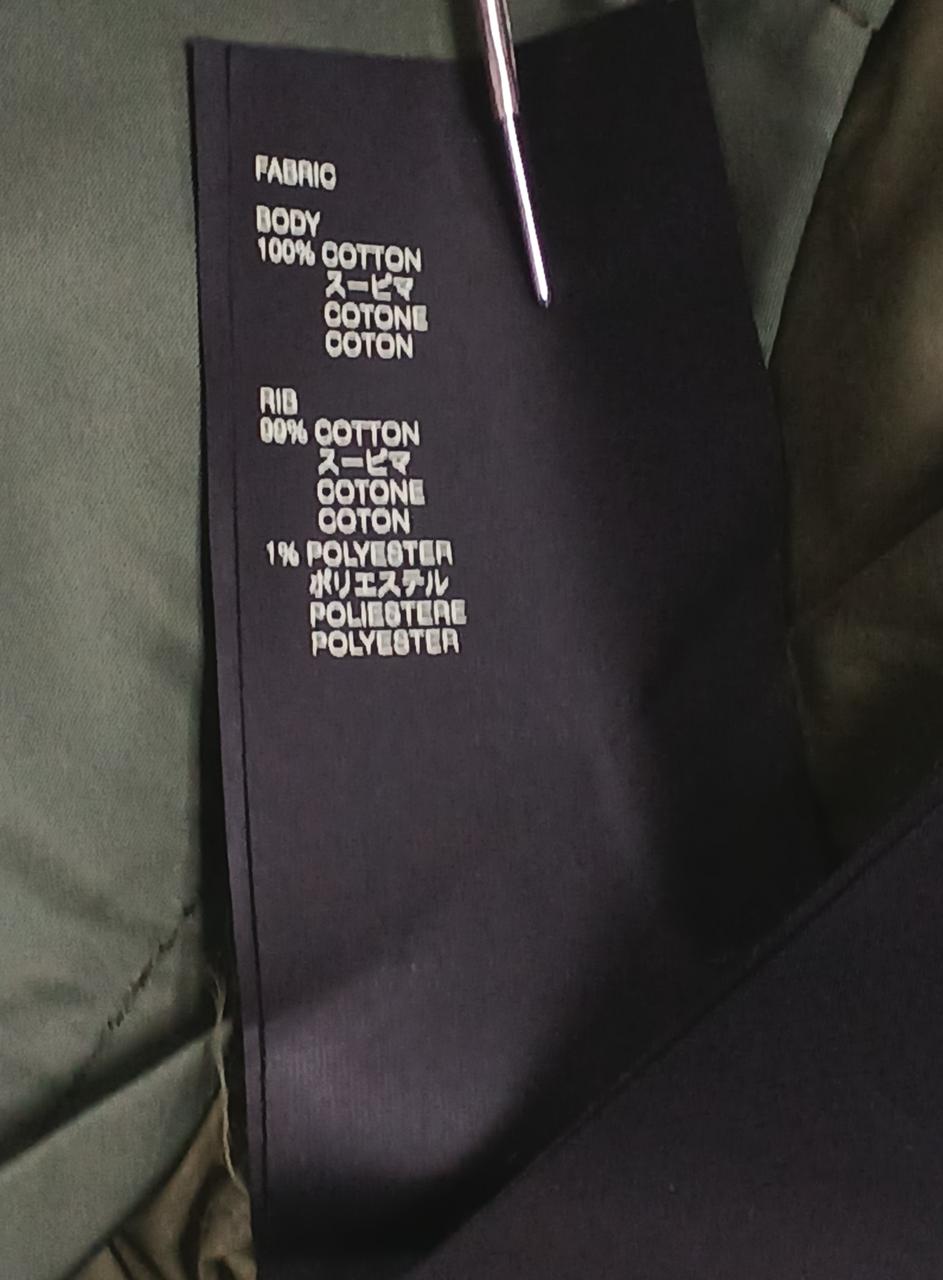 FABRIC
BODY
100% COTTON
スーピマ
COTONE
COTON
RIB
COTTON
スーピマ
COTONE
COTON
1% POLYESTER
ポリエステル
POLIESTERE
POLYESTER